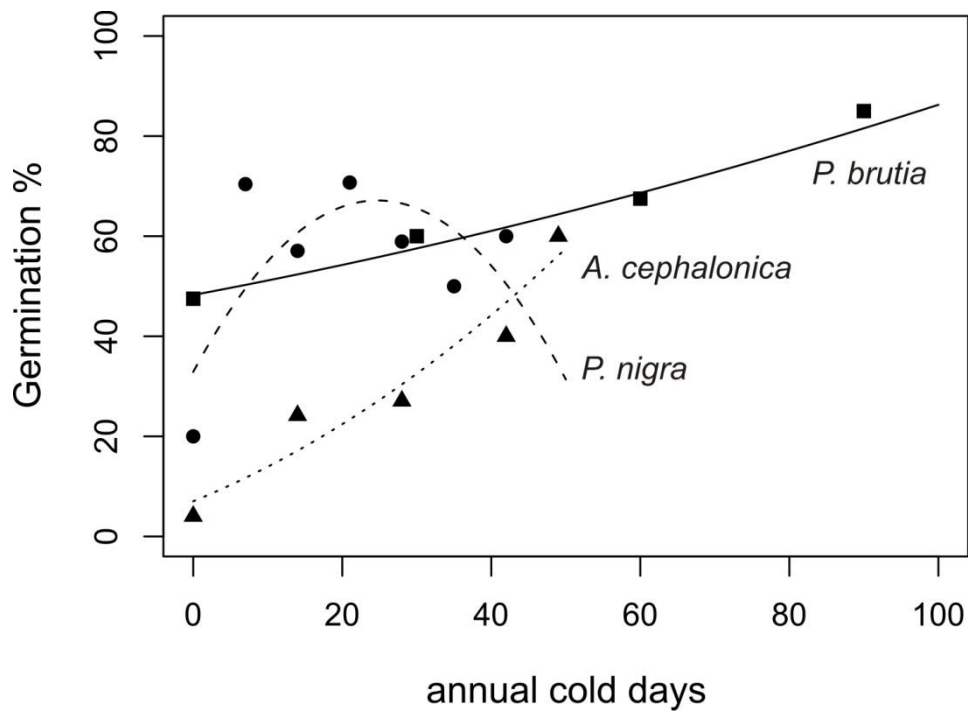 100
80
60
40
20
0
Germination %
P. brutia
A. cephalonica
P. nigra
0 20 40 60 80 100
annual cold days